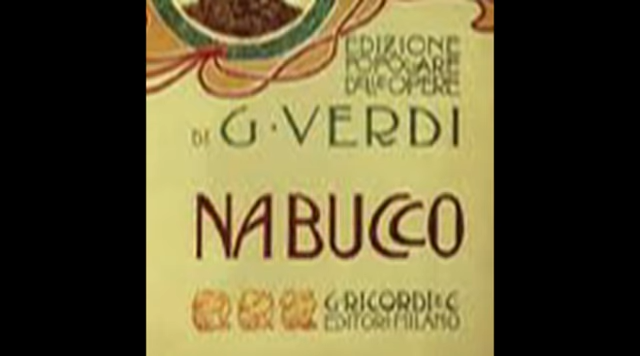 EDIZIONE
POPOLARE
DELLE OPERE
DI G · VERDI
NABUCCO
G. RICORDI & C
EDITORI MILANO